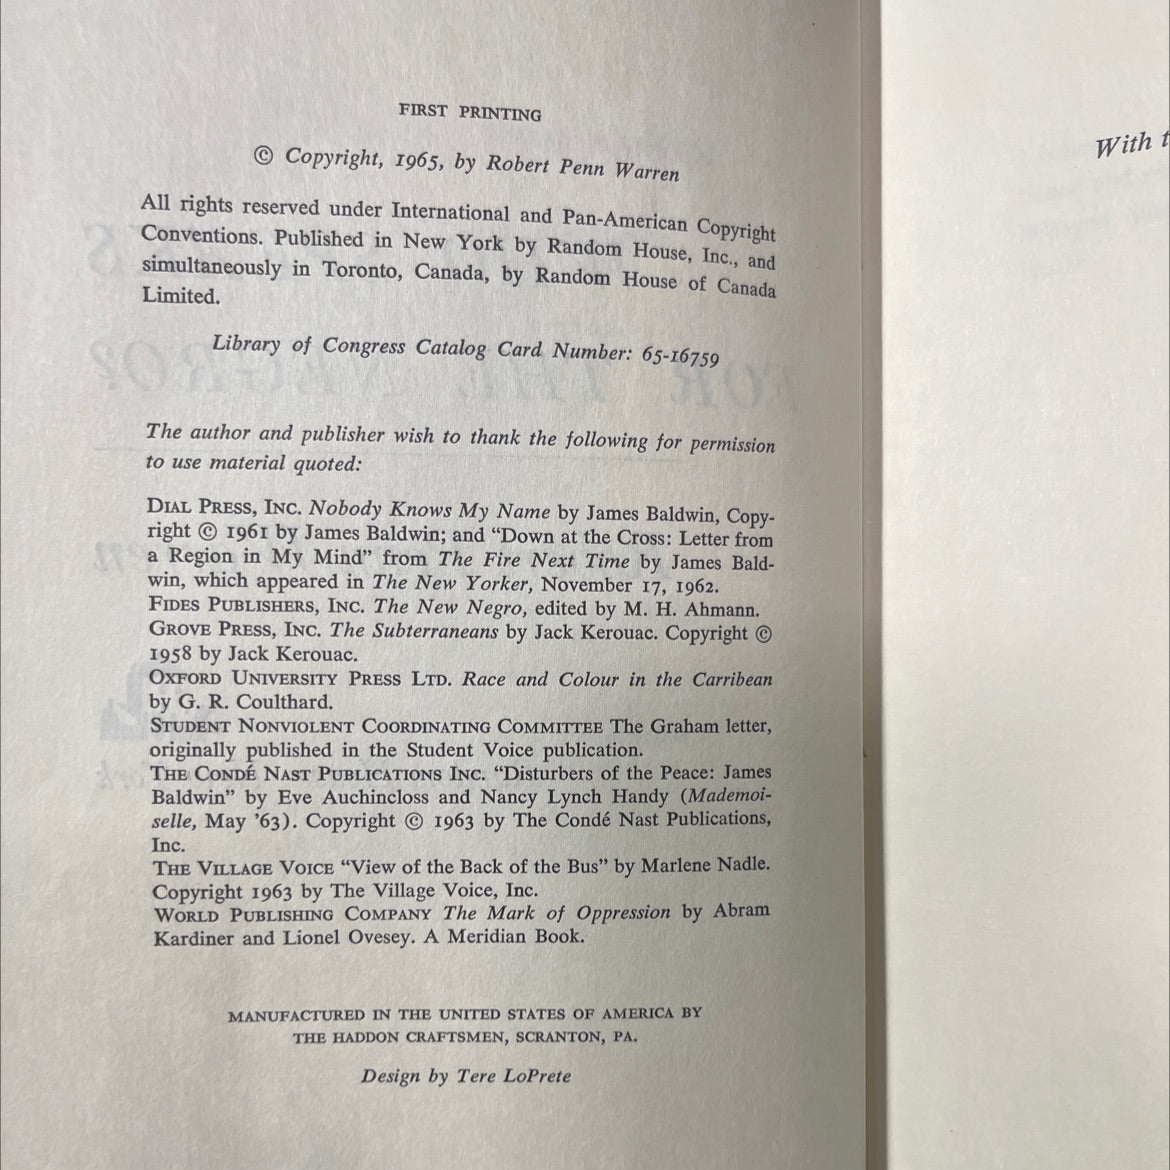 FIRST PRINTING
© Copyright, 1965, by Robert Penn Warren
All rights reserved under International and Pan-American Copyright
Conventions. Published in New York by Random House, Inc., and
simultaneously in Toronto, Canada, by Random House of Canada
Limited.
Library of Congress Catalog Card Number: 65-16759
The author and publisher wish to thank the following for permission
to use material quoted:
DIAL PRESS, INC. Nobody Knows My Name by James Baldwin, Copy-
right © 1961 by James Baldwin; and “Down at the Cross: Letter from
a Region in My Mind” from The Fire Next Time by James Bald-
win, which appeared in The New Yorker, November 17, 1962.
FIDES PUBLISHERS, INC. The New Negro, edited by M. H. Ahmann.
GROVE PRESS, INC. The Subterraneans by Jack Kerouac. Copyright ©
1958 by Jack Kerouac.
OXFORD UNIVERSITY PRESS LTD. Race and Colour in the Carribean
by G. R. Coulthard.
STUDENT NONVIOLENT COORDINATING COMMITTEE The Graham letter,
originally published in the Student Voice publication.
THE CONDÉ NAST PUBLICATIONS INC. “Disturbers of the Peace: James
Baldwin” by Eve Auchincloss and Nancy Lynch Handy (Mademoi-
selle, May ’63). Copyright © 1963 by The Condé Nast Publications,
Inc.
THE VILLAGE VOICE “View of the Back of the Bus” by Marlene Nadle.
Copyright 1963 by The Village Voice, Inc.
WORLD PUBLISHING COMPANY The Mark of Oppression by Abram
Kardiner and Lionel Ovesey. A Meridian Book.
MANUFACTURED IN THE UNITED STATES OF AMERICA BY
THE HADDON CRAFTSMEN, SCRANTON, PA.
Design by Tere LoPrete
With